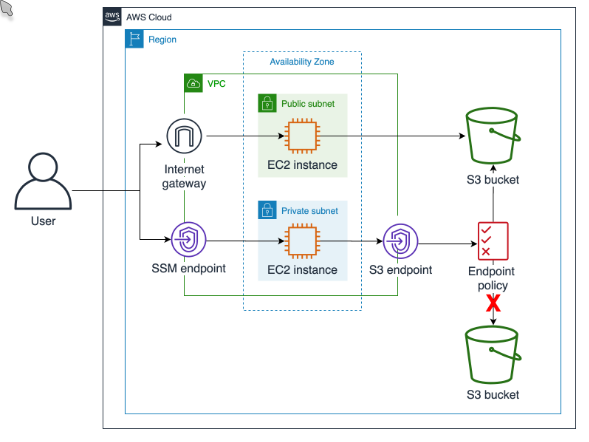 aws
AWS Cloud
Region
Availability Zone
VPC
Public subnet
EC2 instance
Internet
gateway
S3 bucket
User
Private subnet
SSM endpoint
EC2 instance
S3 endpoint
Endpoint
policy
S3 bucket